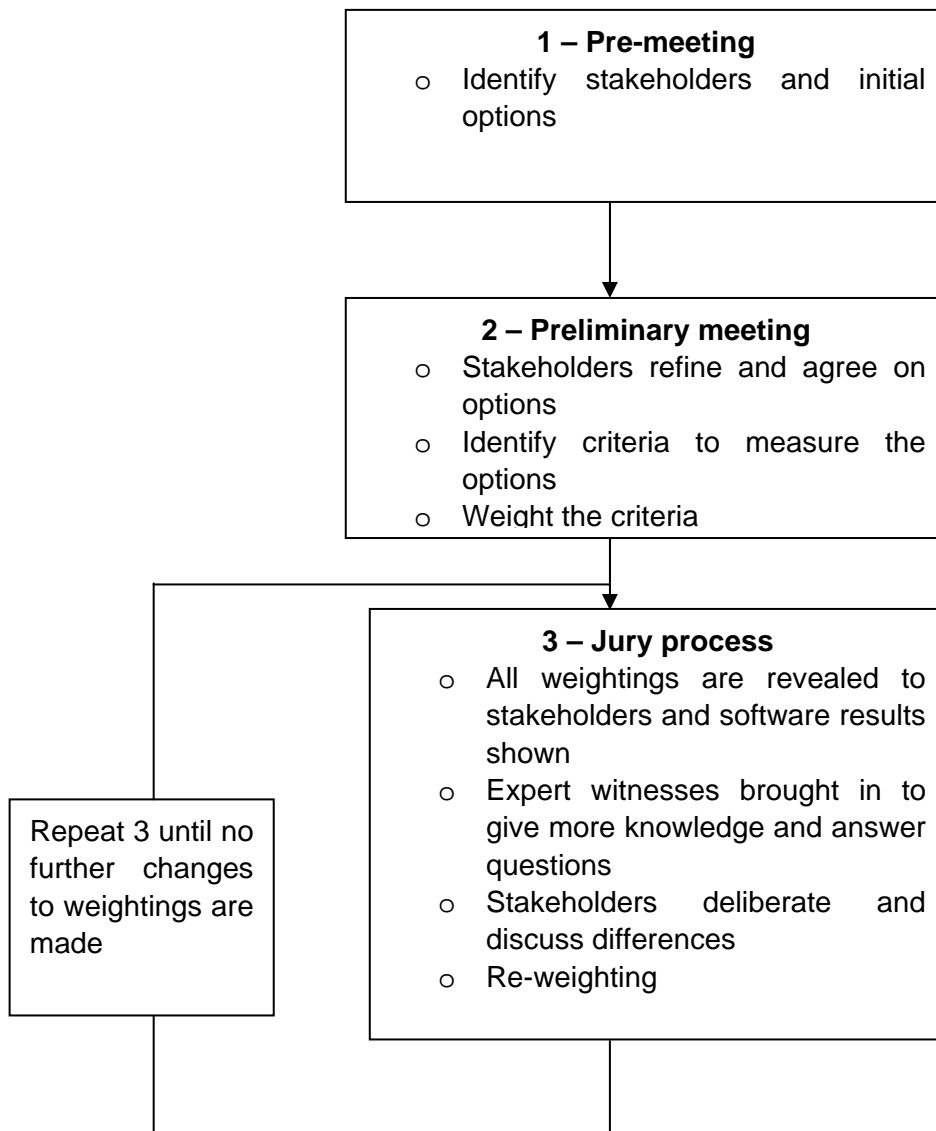 1 – Pre-meeting
o Identify stakeholders and initial
options
2 – Preliminary meeting
o Stakeholders refine and agree on
options
o Identify criteria to measure the
options
o Weight the criteria
3 – Jury process
o All weightings are revealed to
stakeholders and software results
shown
o Expert witnesses brought in to
give more knowledge and answer
questions
o Stakeholders deliberate and
discuss differences
o Re-weighting
Repeat 3 until no
further changes
to weightings are
made